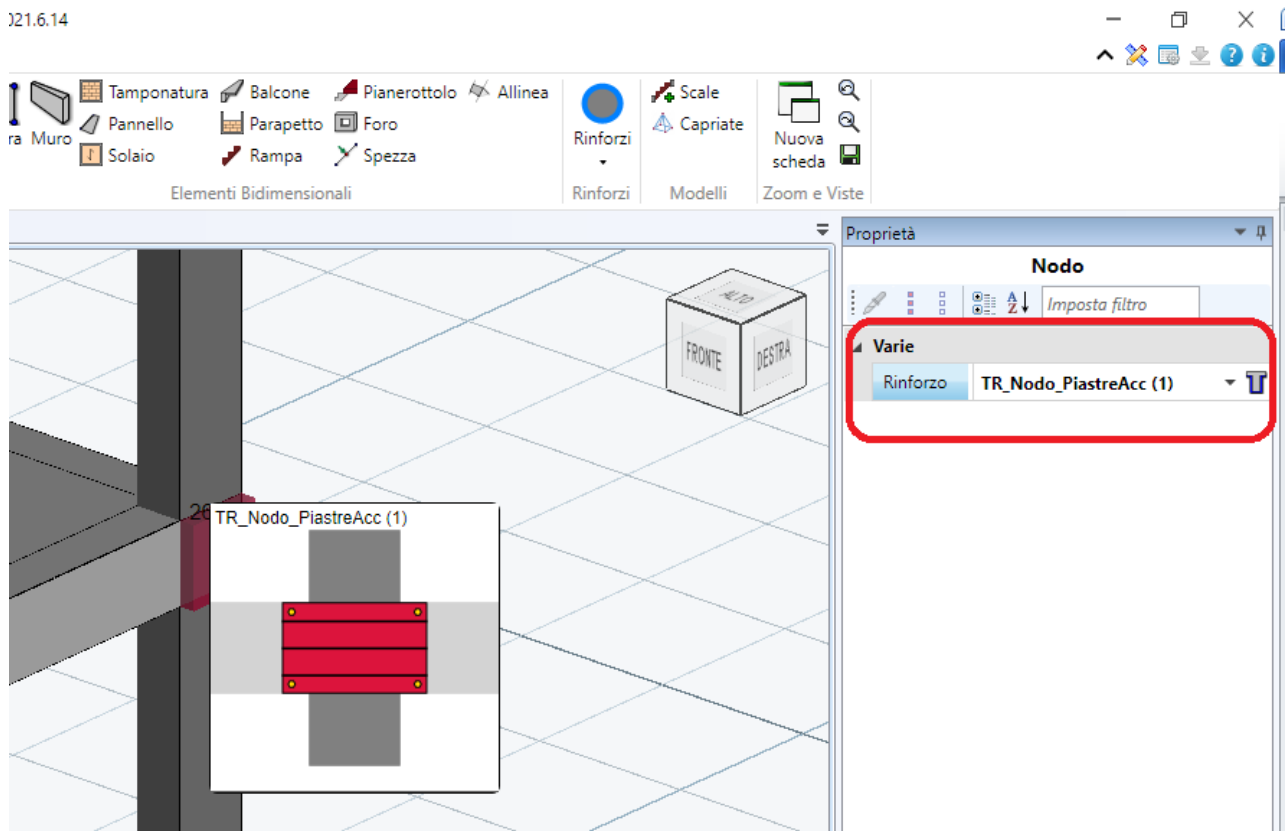 021.6.14
Tamponatura Balcone Pianerottolo Allinea
Pannello Parapetto Foro
Solaio Rampa Spezza
ra Muro
Rinforzi
Scale
Capriate
Nuova
scheda
Elementi Bidimensionali Rinforzi Modelli Zoom e Viste
Proprietà
Nodo
Imposta filtro
Varie
Rinforzo TR_Nodo_PiastreAcc (1)
ALTO
FRONTE DESTRA
TR_Nodo_PiastreAcc (1)